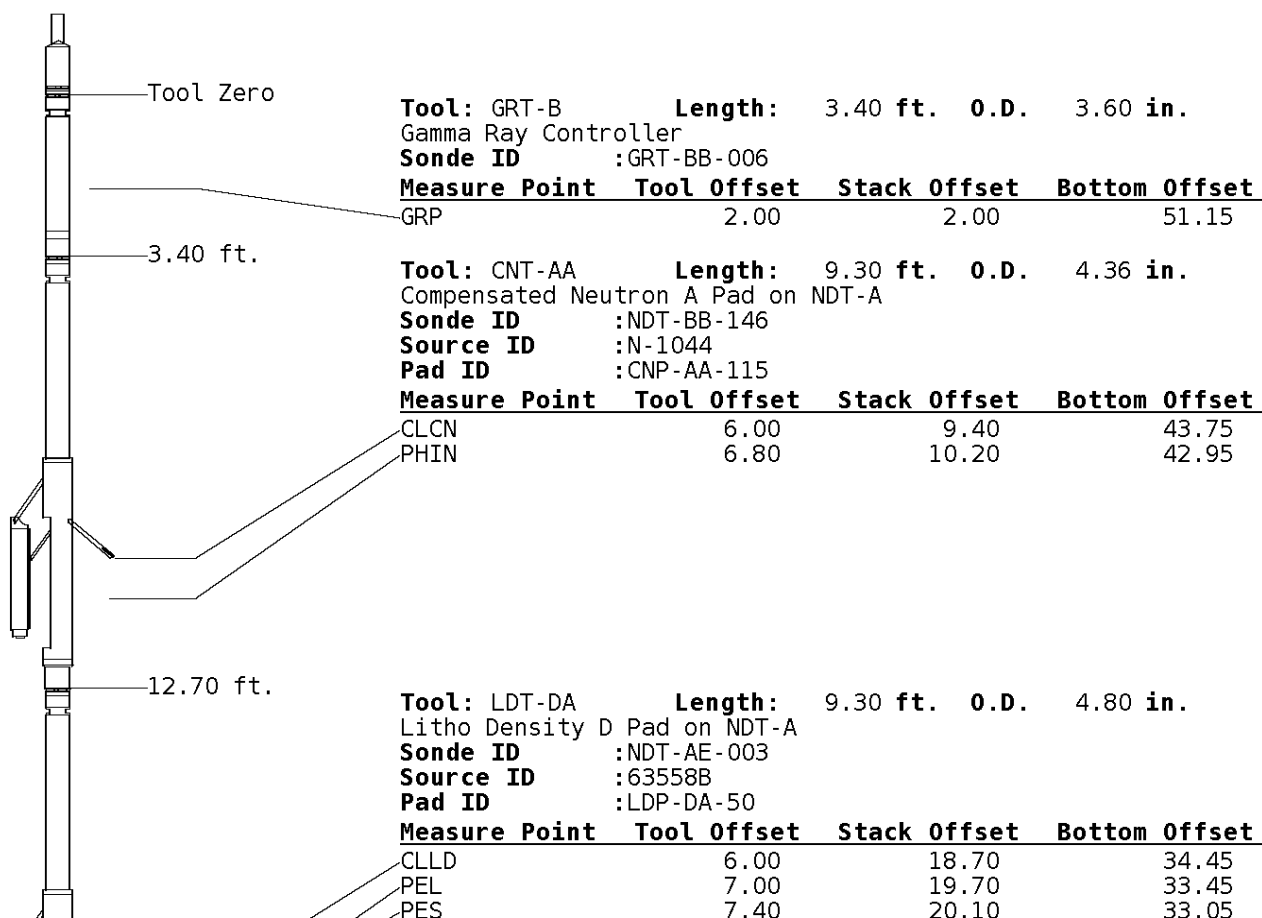 Tool Zero
Tool: GRT-B Length: 3.40 ft. O.D. 3.60 in.
Gamma Ray Controller
Sonde ID :GRT-BB-006
Measure Point Tool Offset Stack Offset Bottom Offset
GRP 2.00 2.00 51.15
3.40 ft.
Tool: CNT-AA Length: 9.30 ft. O.D. 4.36 in.
Compensated Neutron A Pad on NDT-A
Sonde ID :NDT-BB-146
Source ID :N-1044
Pad ID :CNP-AA-115
Measure Point Tool Offset Stack Offset Bottom Offset
CLCN 6.00 9.40 43.75
PHIN 6.80 10.20 42.95
12.70 ft.
Tool: LDT-DA Length: 9.30 ft. O.D. 4.80 in.
Litho Density D Pad on NDT-A
Sonde ID :NDT-AE-003
Source ID :63558B
Pad ID :LDP-DA-50
Measure Point Tool Offset Stack Offset Bottom Offset
CLLD 6.00 18.70 34.45
PEL 7.00 19.70 33.45
PES 7.40 20.10 33.05